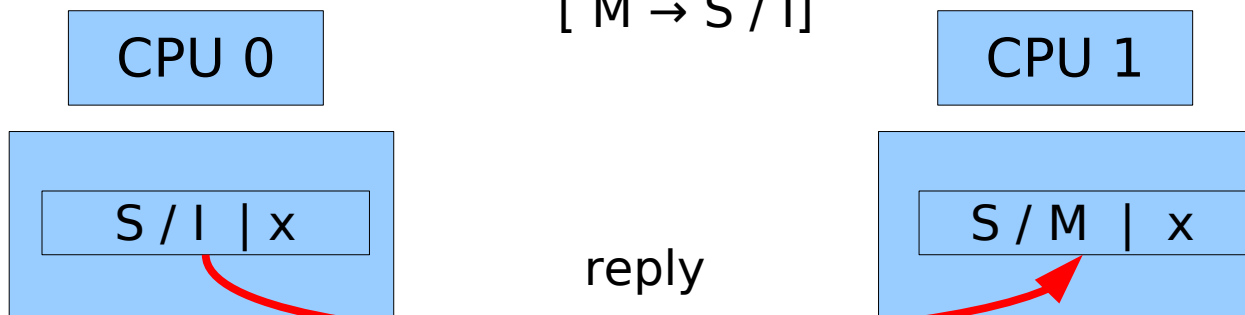 [ M → S / I]
CPU 0
CPU 1
S / I | x
S / M | x
reply